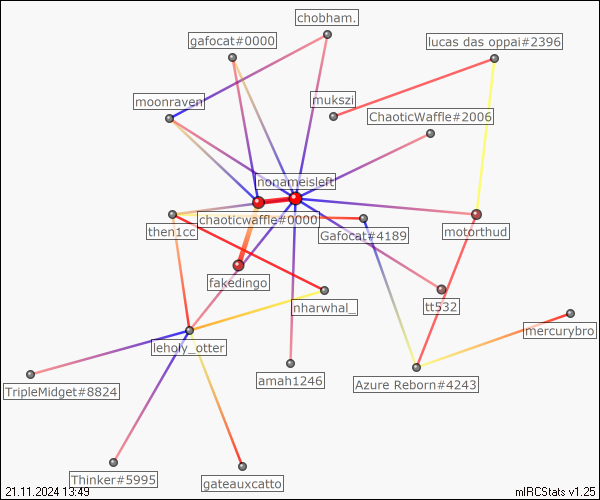 chobham.
gafocat#0000
lucas das oppai#2396
moonraven
mukszi
ChaoticWaffle#2006
nonameisleft
chaoticwaffle#0000
then1cc
Gafocat#4189
motorthud
fakedingo
nharwhal_
tt532
mercurybro
leholy_otter
TripleMidget#8824
amah1246
Azure Reborn#4243
Thinker#5995
gateauxcatto
21.11.2024 13:49
mIRCStats v1.25